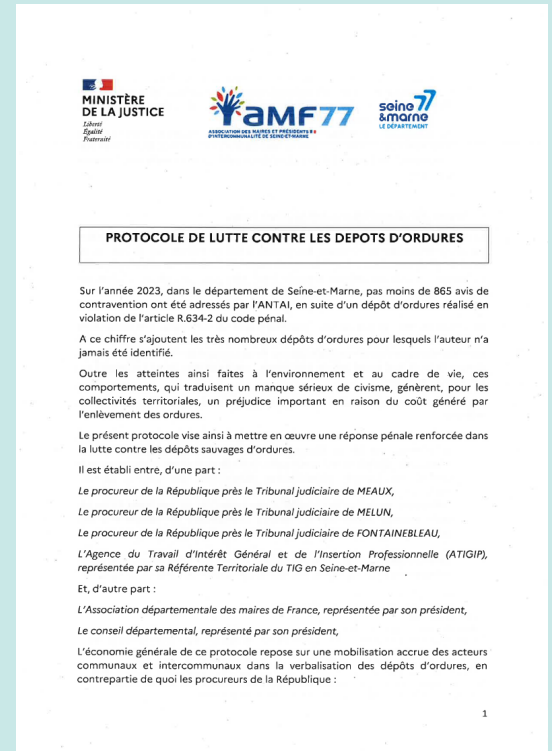 MINISTÈRE
DE LA JUSTICE
Liberté
Égalité
Fraternité
aMF77
ASSOCIATION DES MAIRES ET PRÉSIDENTS
D'INTERCOMMUNALITÉ DE SEINE-ET-MARNE
seine 77
&marne
LE DÉPARTEMENT
PROTOCOLE DE LUTTE CONTRE LES DEPOTS D'ORDURES
Sur l'année 2023, dans le département de Seine-et-Marne, pas moins de 865 avis de
contravention ont été adressés par l'ANTAI, en suite d'un dépôt d'ordures réalisé en
violation de l'article R.634-2 du code pénal.
A ce chiffre s'ajoutent les très nombreux dépôts d'ordures pour lesquels l'auteur n'a
jamais été identifié.
Outre les atteintes ainsi faites à l'environnement et au cadre de vie, ces
comportements, qui traduisent un manque sérieux de civisme, génèrent, pour les
collectivités territoriales, un préjudice important en raison du coût généré par
l'enlèvement des ordures.
Le présent protocole vise ainsi à mettre en œuvre une réponse pénale renforcée dans
la lutte contre les dépôts sauvages d'ordures.
Il est établi entre, d'une part :
Le procureur de la République près le Tribunal judiciaire de MEAUX,
Le procureur de la République près le Tribunal judiciaire de MELUN,
Le procureur de la République près le Tribunal judiciaire de FONTAINEBLEAU,
L'Agence du Travail d'Intérêt Général et de l'Insertion Professionnelle (ATIGIP),
représentée par sa Référente Territoriale du TIG en Seine-et-Marne
Et, d'autre part :
L'Association départementale des maires de France, représentée par son président,
Le conseil départemental, représenté par son président,
L'économie générale de ce protocole repose sur une mobilisation accrue des acteurs
communaux et intercommunaux dans la verbalisation des dépôts d'ordures, en
contrepartie de quoi les procureurs de la République :
1